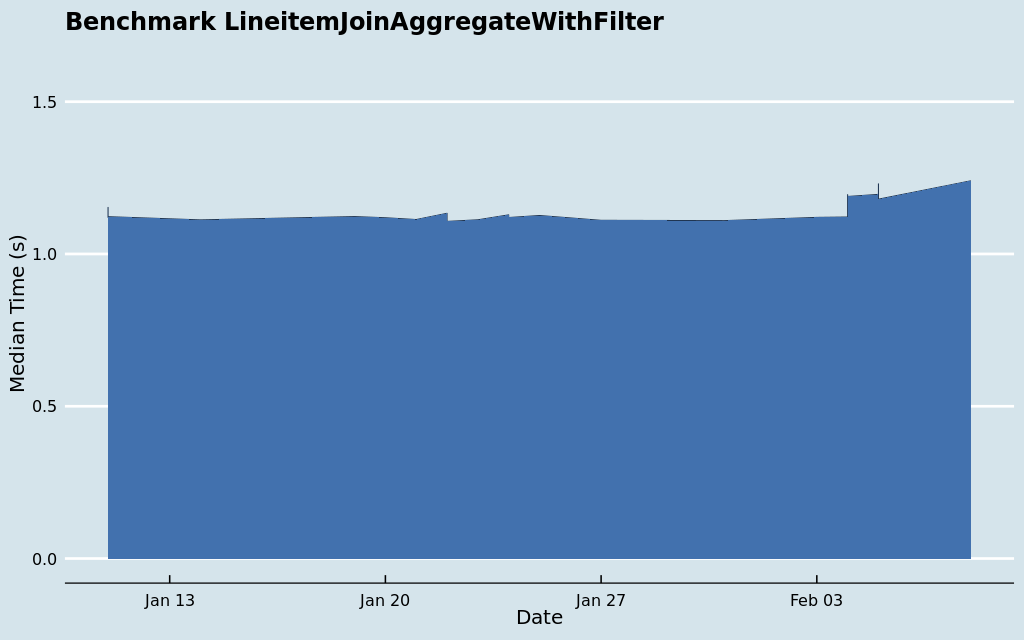 Benchmark LineitemJoinAggregateWithFilter
Median Time (s)
1.5
1.0
0.5
0.0
Jan 13
Jan 20
Jan 27
Feb 03
Date